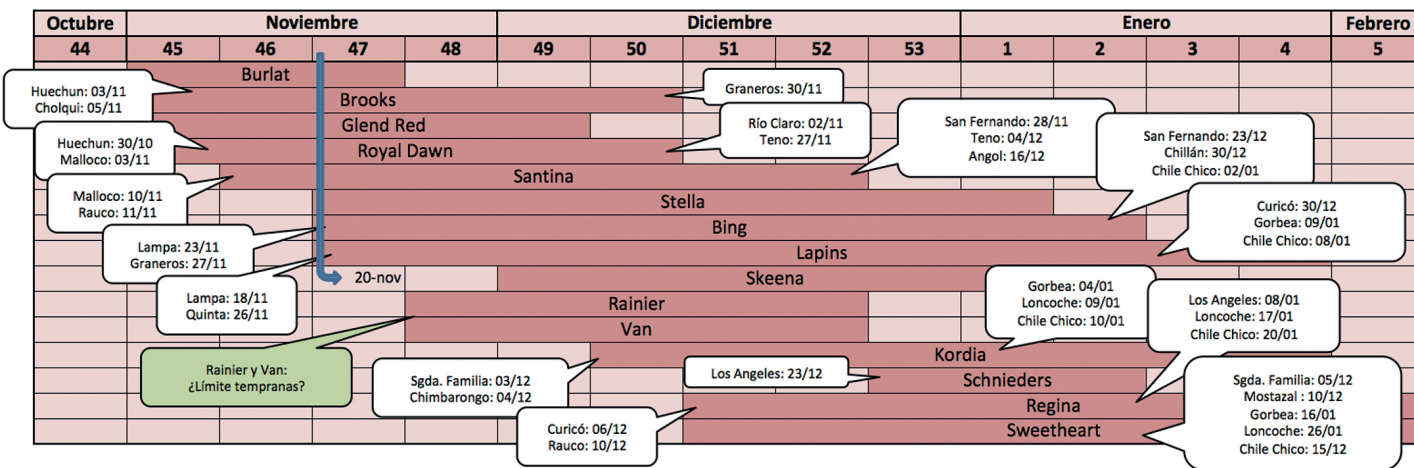 Octubre Noviembre Diciembre Enero Febrero
44 45 46 47 48 49 50 51 52 53 1 2 3 4 5
Burlat
Huechun: 03/11
Cholqui: 05/11
Brooks
Graneros: 30/11
Glend Red
Huechun: 30/10
Malloco: 03/11
Royal Dawn
Río Claro: 02/11
Teno: 27/11
Santina
San Fernando: 28/11
Teno: 04/12
Angol: 16/12
Malloco: 10/11
Rauco: 11/11
Stella
San Fernando: 23/12
Chillán: 30/12
Chile Chico: 02/01
Bing
Lampa: 23/11
Graneros: 27/11
Curicó: 30/12
Gorbea: 09/01
Chile Chico: 08/01
Lapins
Lampa: 18/11
Quinta: 26/11
20-nov
Skeena
Rainier
Gorbea: 04/01
Loncoche: 09/01
Chile Chico: 10/01
Los Angeles: 08/01
Loncoche: 17/01
Chile Chico: 20/01
Van
Rainier y Van:
¿Límite tempranas?
Kordia
Sgda. Familia: 03/12
Chimbarongo: 04/12
Los Angeles: 23/12
Schnieders
Regina
Curicó: 06/12
Rauco: 10/12
Sgda. Familia: 05/12
Mostazal : 10/12
Gorbea: 16/01
Loncoche: 26/01
Chile Chico: 15/12
Sweetheart